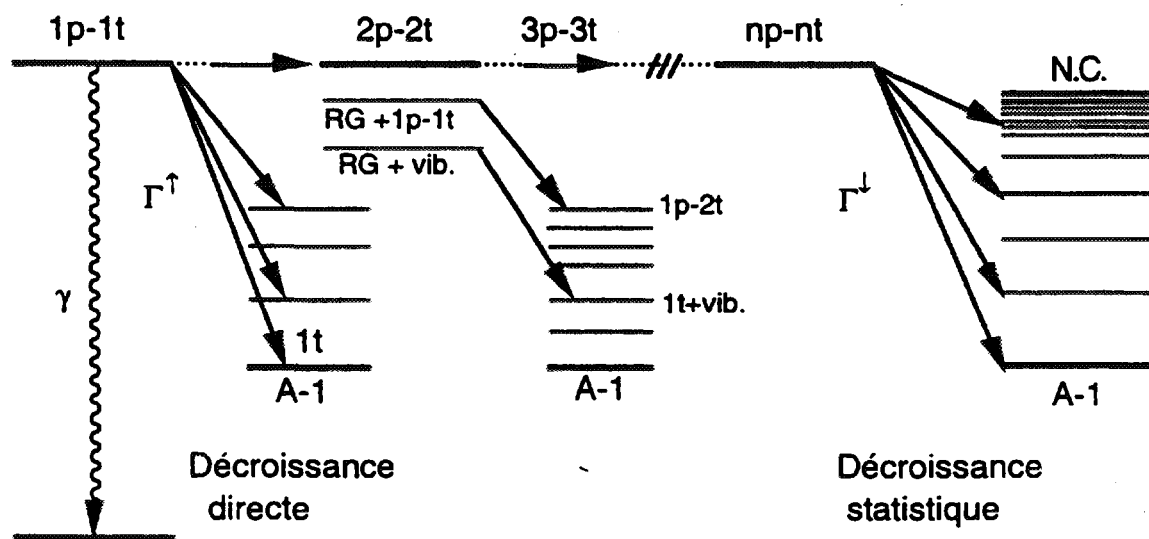 1p-1t
2p-2t
3p-3t
np-nt
N.C.
RG +1p-1t
RG + vib.
Γ↑
1p-2t
Γ↓
γ
1t+vib.
1t
A-1
A-1
A-1
Décroissance
directe
Décroissance
statistique